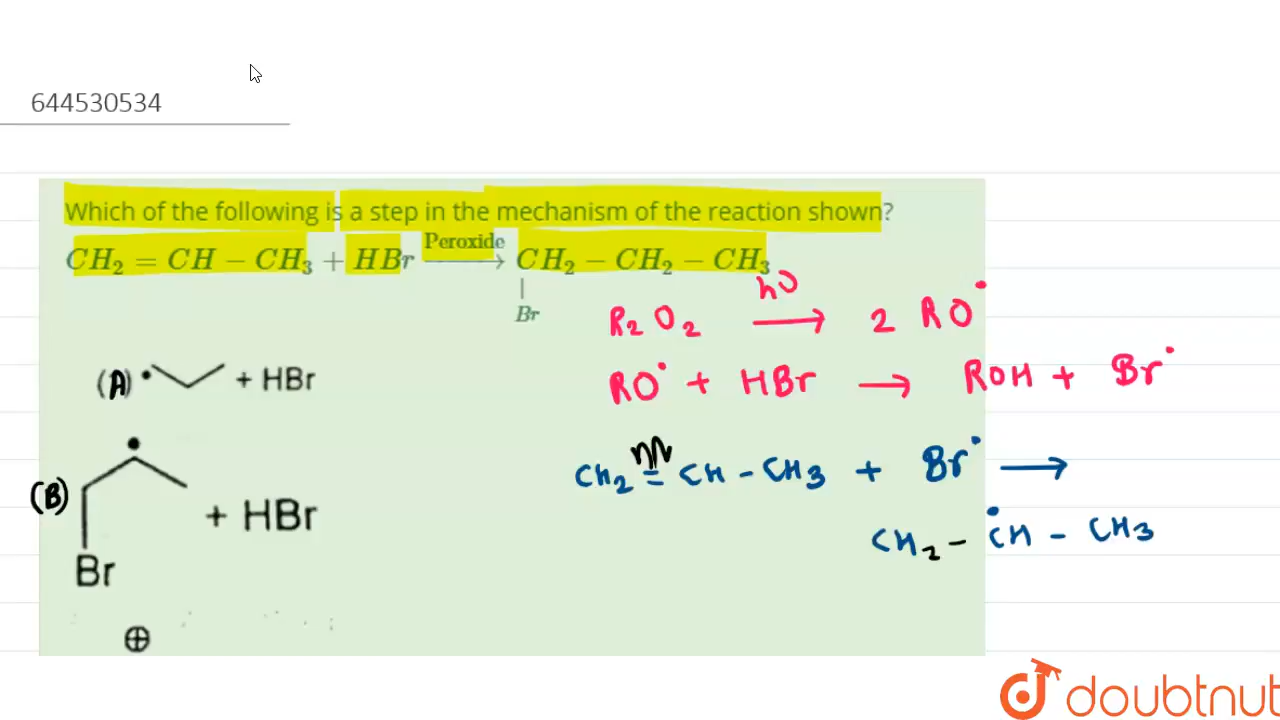 644530534
Which of the following is a step in the mechanism of the reaction shown?
CH₂ = CH − CH₃ + HBr —Peroxide→ CH₂ − CH₂ − CH₃
|
Br
R₂O₂ —hν→ 2 RO•
(A) • + HBr
RO• + HBr → ROH + Br•
CH₂ = CH - CH₃ + Br• →
(B) • + HBr
Br
CH₂ - ĊH - CH₃
⊕
doubtnut